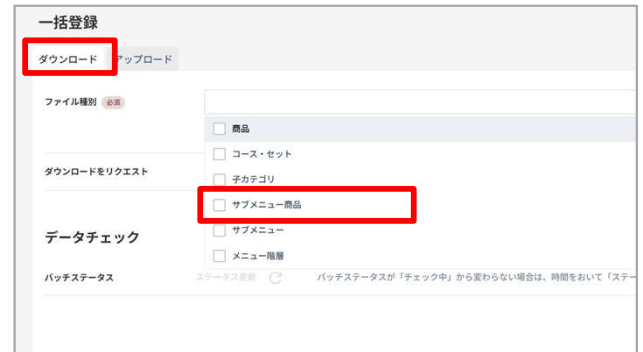 一括登録
ダウンロード アップロード
ファイル種別 必須
商品
コース・セット
子カテゴリ
ダウンロードをリクエスト
サブメニュー商品
サブメニュー
データチェック
メニュー階層
バッチステータス ステータス更新 バッチステータスが「チェック中」から変わらない場合は、時間をおいて「ステー